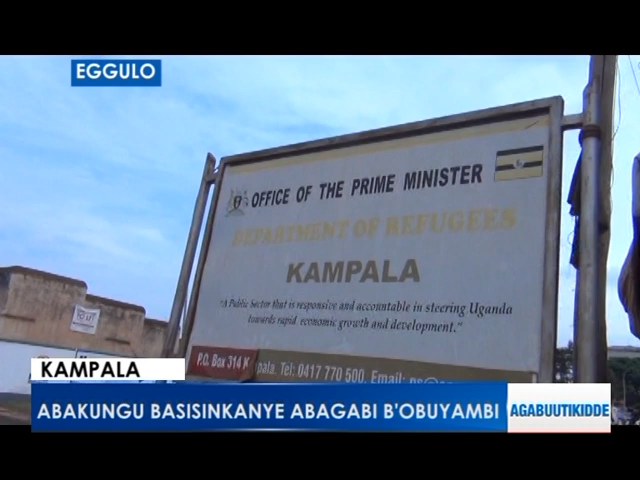 EGGULO
OFFICE OF THE PRIME MINISTER
DEPARTMENT OF REFUGEES
KAMPALA
"A Public Sector that is responsive and accountable in steering Uganda
towards rapid economic growth and development."
P.O. Box 314 K pala, Tel: 0417 770 500, Email:
KAMPALA
ABAKUNGU BASISINKANYE ABAGABI B'OBUYAMBI
AGABUUTIKIDDE